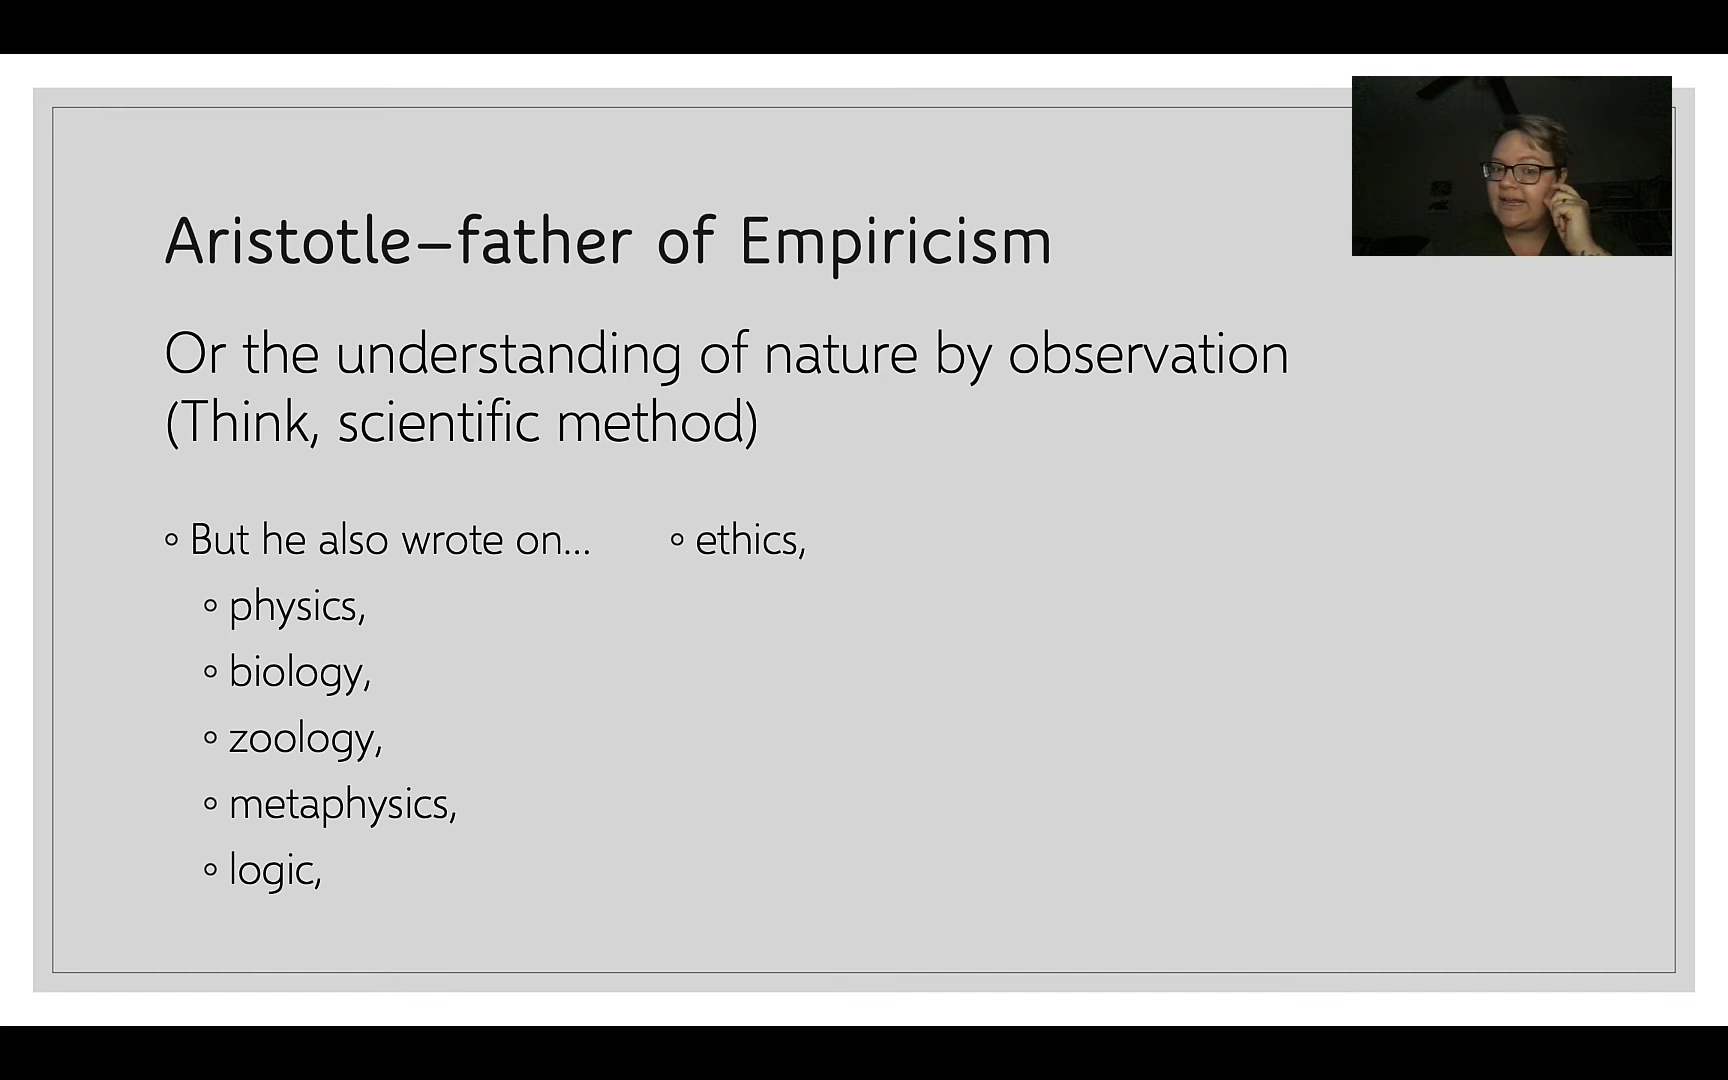 Aristotle–father of Empiricism
Or the understanding of nature by observation
(Think, scientific method)
◦ But he also wrote on...
◦ physics,
◦ biology,
◦ zoology,
◦ metaphysics,
◦ logic,
◦ ethics,